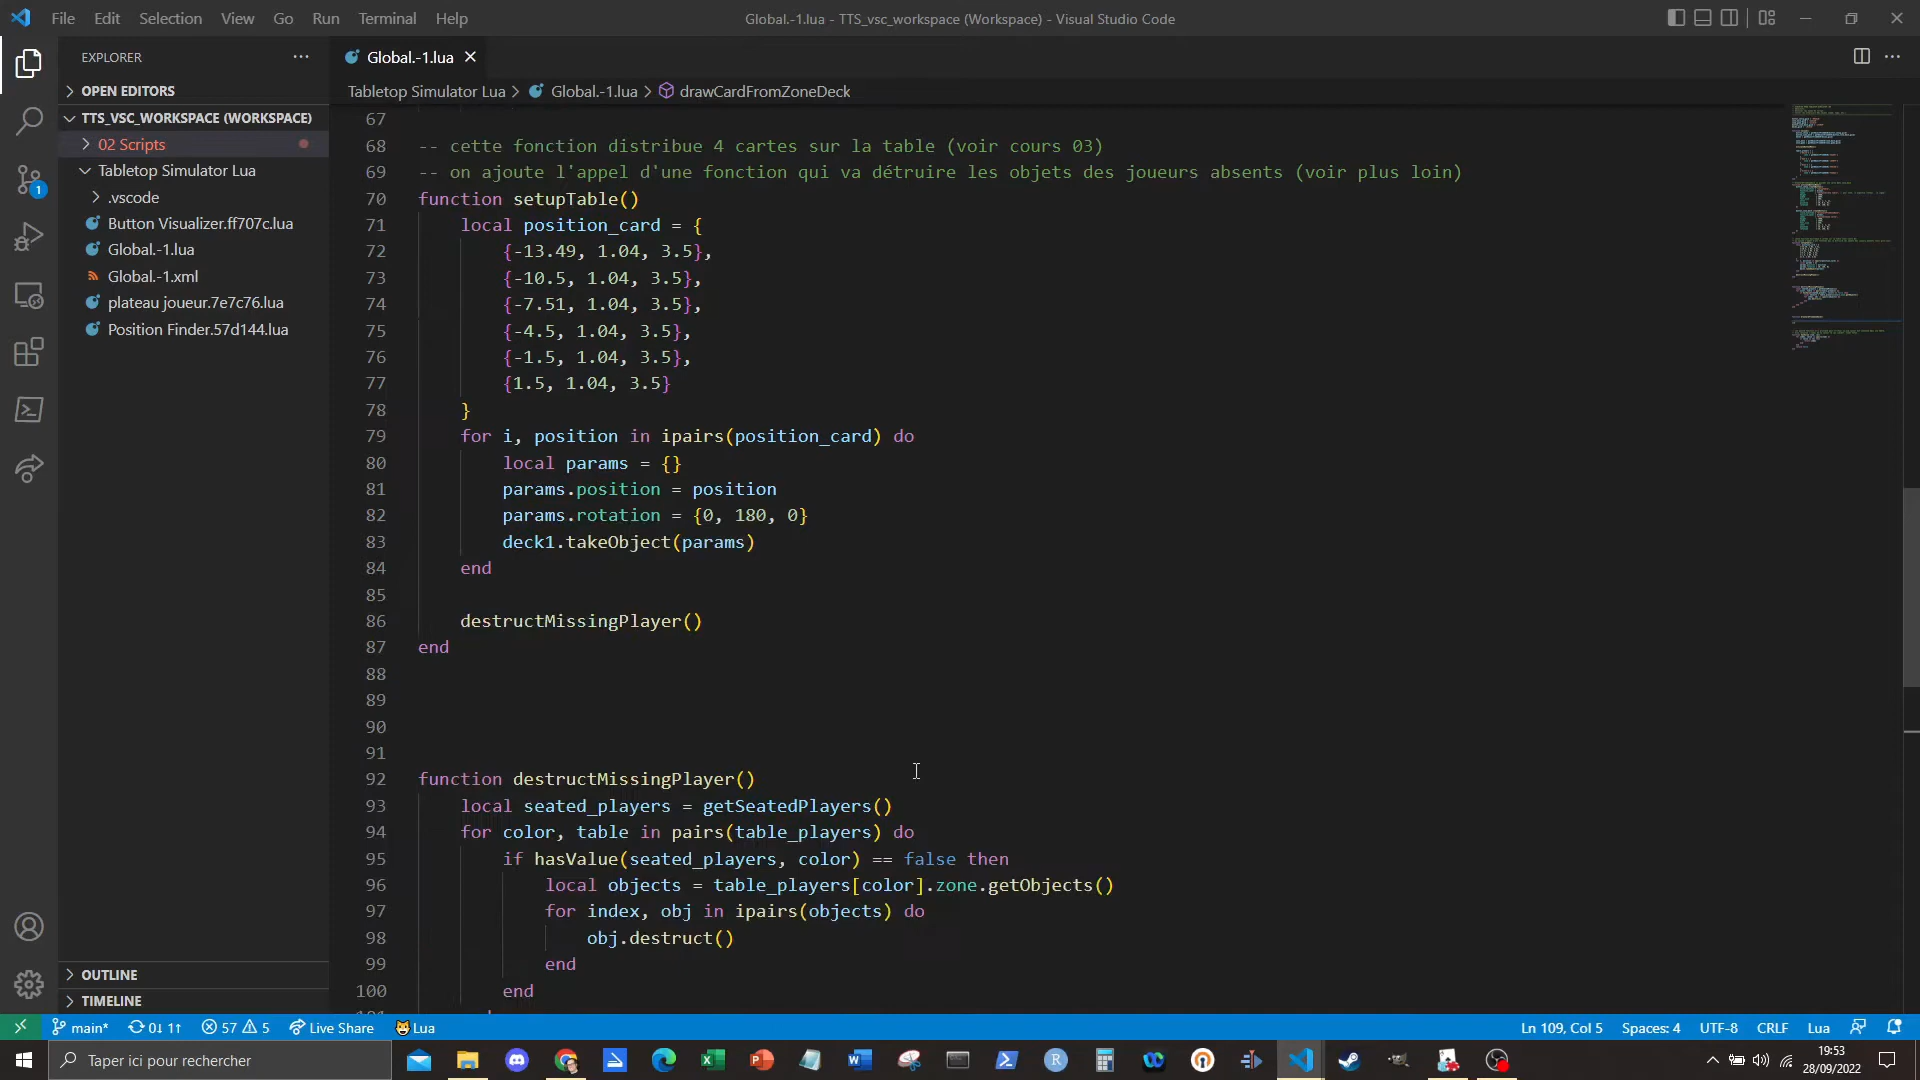 File Edit Selection View Go Run Terminal Help
Global.-1.lua - TTS_vsc_workspace (Workspace) - Visual Studio Code
EXPLORER
OPEN EDITORS
TTS_VSC_WORKSPACE (WORKSPACE)
02 Scripts
Tabletop Simulator Lua
.vscode
Button Visualizer.ff707c.lua
Global.-1.lua
Global.-1.xml
plateau joueur.7e7c76.lua
Position Finder.57d144.lua
OUTLINE
TIMELINE
Global.-1.lua
Tabletop Simulator Lua > Global.-1.lua > drawCardFromZoneDeck
67
68 -- cette fonction distribue 4 cartes sur la table (voir cours 03)
69 -- on ajoute l'appel d'une fonction qui va détruire les objets des joueurs absents (voir plus loin)
70 function setupTable()
71 local position_card = {
72 {-13.49, 1.04, 3.5},
73 {-10.5, 1.04, 3.5},
74 {-7.51, 1.04, 3.5},
75 {-4.5, 1.04, 3.5},
76 {-1.5, 1.04, 3.5},
77 {1.5, 1.04, 3.5}
78 }
79 for i, position in ipairs(position_card) do
80 local params = {}
81 params.position = position
82 params.rotation = {0, 180, 0}
83 deck1.takeObject(params)
84 end
85
86 destructMissingPlayer()
87 end
88
89
90
91
92 function destructMissingPlayer()
93 local seated_players = getSeatedPlayers()
94 for color, table in pairs(table_players) do
95 if hasValue(seated_players, color) == false then
96 local objects = table_players[color].zone.getObjects()
97 for index, obj in ipairs(objects) do
98 obj.destruct()
99 end
100 end
1
main* 0↓ 1↑ 57 5 Live Share Lua
Ln 109, Col 5 Spaces: 4 UTF-8 CRLF Lua
Taper ici pour rechercher
19:53
28/09/2022